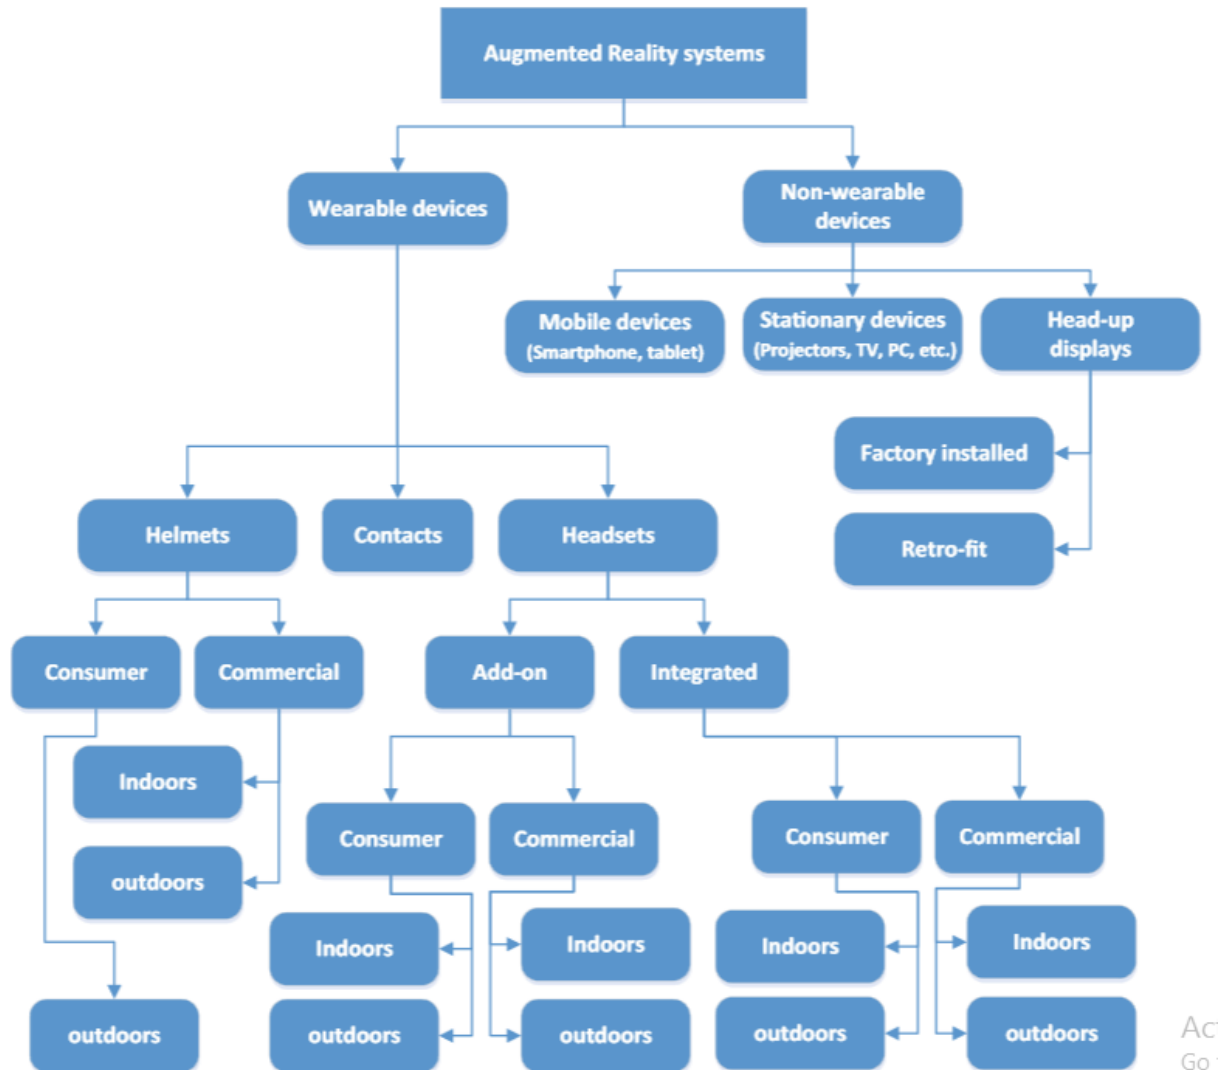 Augmented Reality systems
Wearable devices
Non-wearable
devices
Mobile devices
(Smartphone, tablet)
Stationary devices
(Projectors, TV, PC, etc.)
Head-up
displays
Factory installed
Retro-fit
Helmets
Contacts
Headsets
Consumer
Commercial
Add-on
Integrated
Indoors
outdoors
outdoors
Consumer
Commercial
Indoors
outdoors
Indoors
outdoors
Consumer
Commercial
Indoors
outdoors
Indoors
outdoors
Go